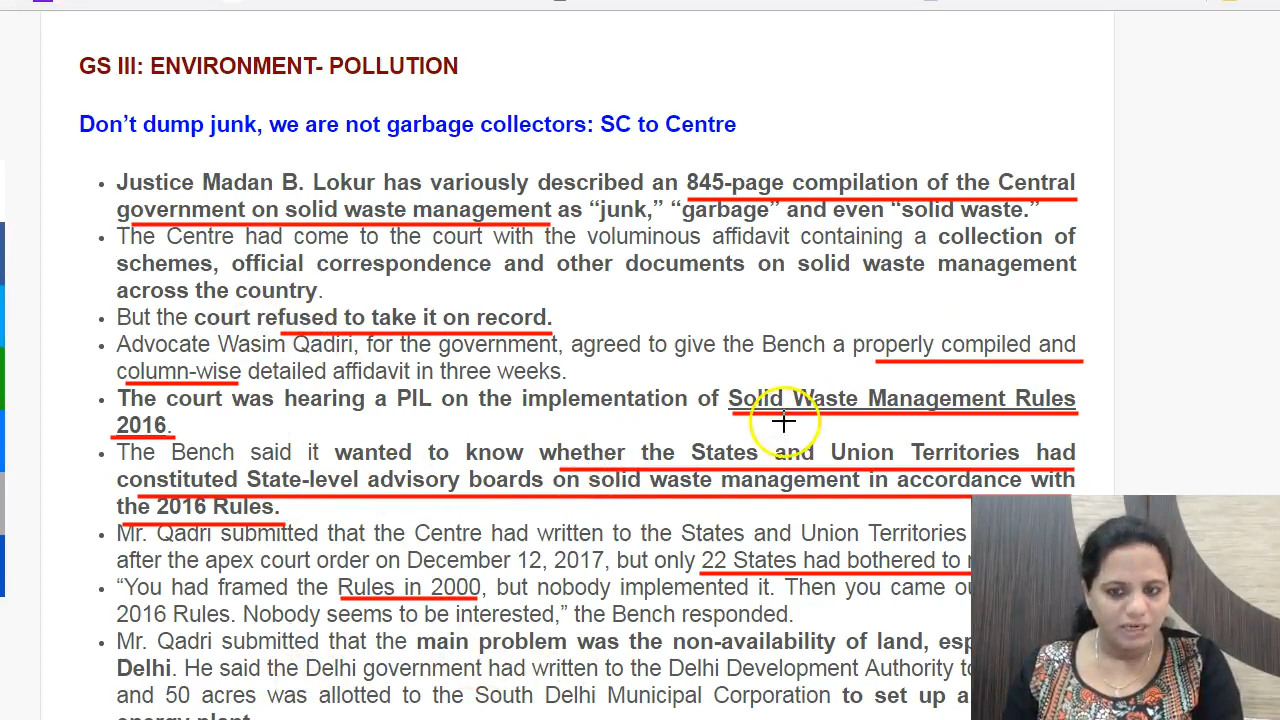 GS III: ENVIRONMENT- POLLUTION
Don’t dump junk, we are not garbage collectors: SC to Centre
• Justice Madan B. Lokur has variously described an 845-page compilation of the Central
government on solid waste management as “junk,” “garbage” and even “solid waste.”
• The Centre had come to the court with the voluminous affidavit containing a collection of
schemes, official correspondence and other documents on solid waste management
across the country.
• But the court refused to take it on record.
• Advocate Wasim Qadiri, for the government, agreed to give the Bench a properly compiled and
column-wise detailed affidavit in three weeks.
• The court was hearing a PIL on the implementation of Solid Waste Management Rules
2016.
• The Bench said it wanted to know whether the States and Union Territories had
constituted State-level advisory boards on solid waste management in accordance with
the 2016 Rules.
• Mr. Qadri submitted that the Centre had written to the States and Union Territories
after the apex court order on December 12, 2017, but only 22 States had bothered to
• “You had framed the Rules in 2000, but nobody implemented it. Then you came
2016 Rules. Nobody seems to be interested,” the Bench responded.
• Mr. Qadri submitted that the main problem was the non-availability of land,
Delhi. He said the Delhi government had written to the Delhi Development Authority
and 50 acres was allotted to the South Delhi Municipal Corporation to set up a
energy plant.